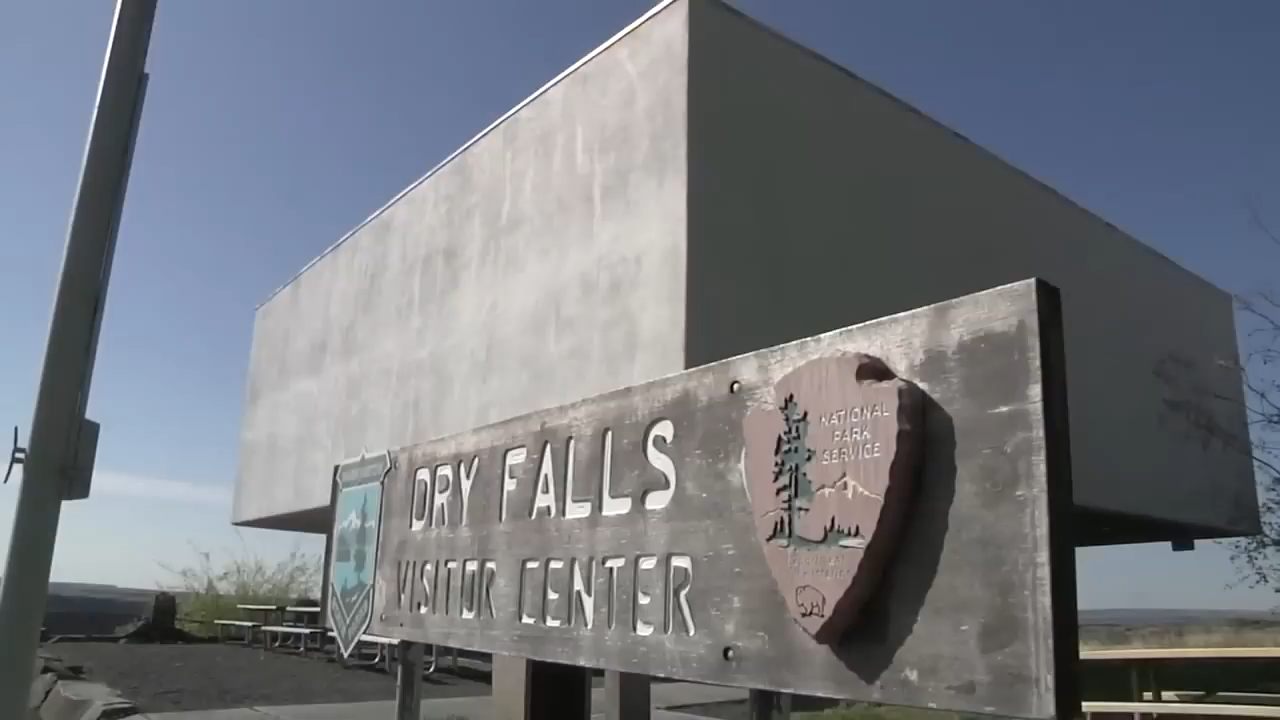 DRY FALLS
VISITOR CENTER
NATIONAL
PARK
SERVICE